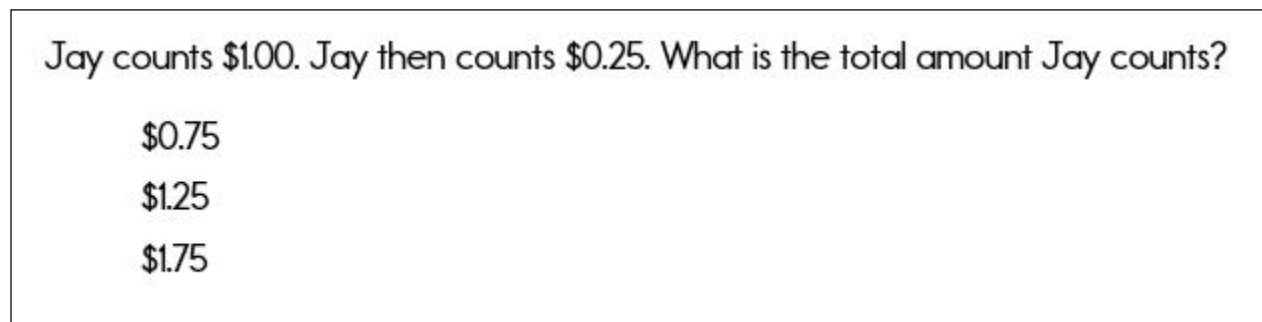 Jay counts $1.00. Jay then counts $0.25. What is the total amount Jay counts?
$0.75
$1.25
$1.75